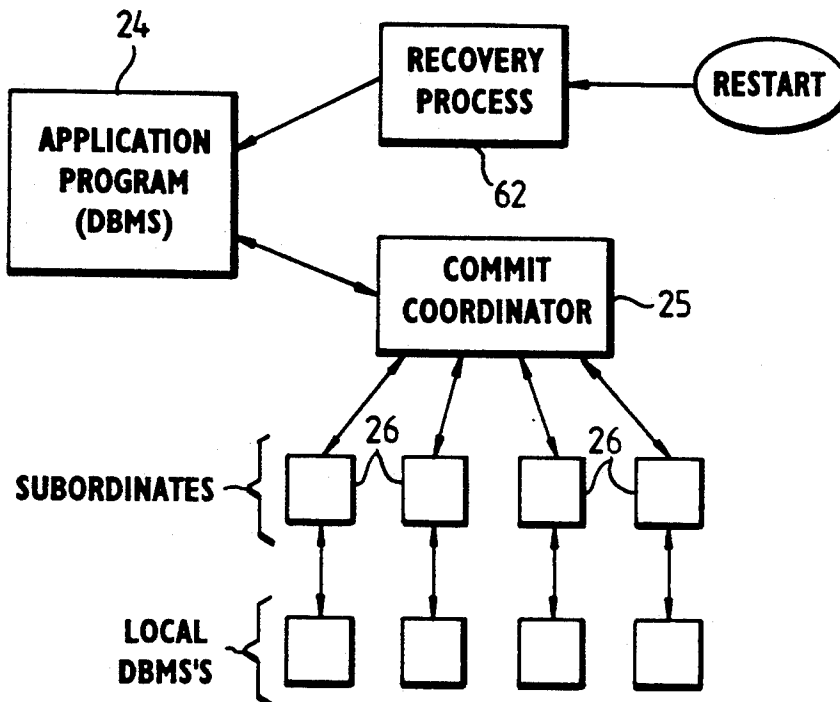 24
APPLICATION
PROGRAM
(DBMS)
RECOVERY
PROCESS
62
RESTART
COMMIT
COORDINATOR
25
26
26
SUBORDINATES
LOCAL
DBMS'S